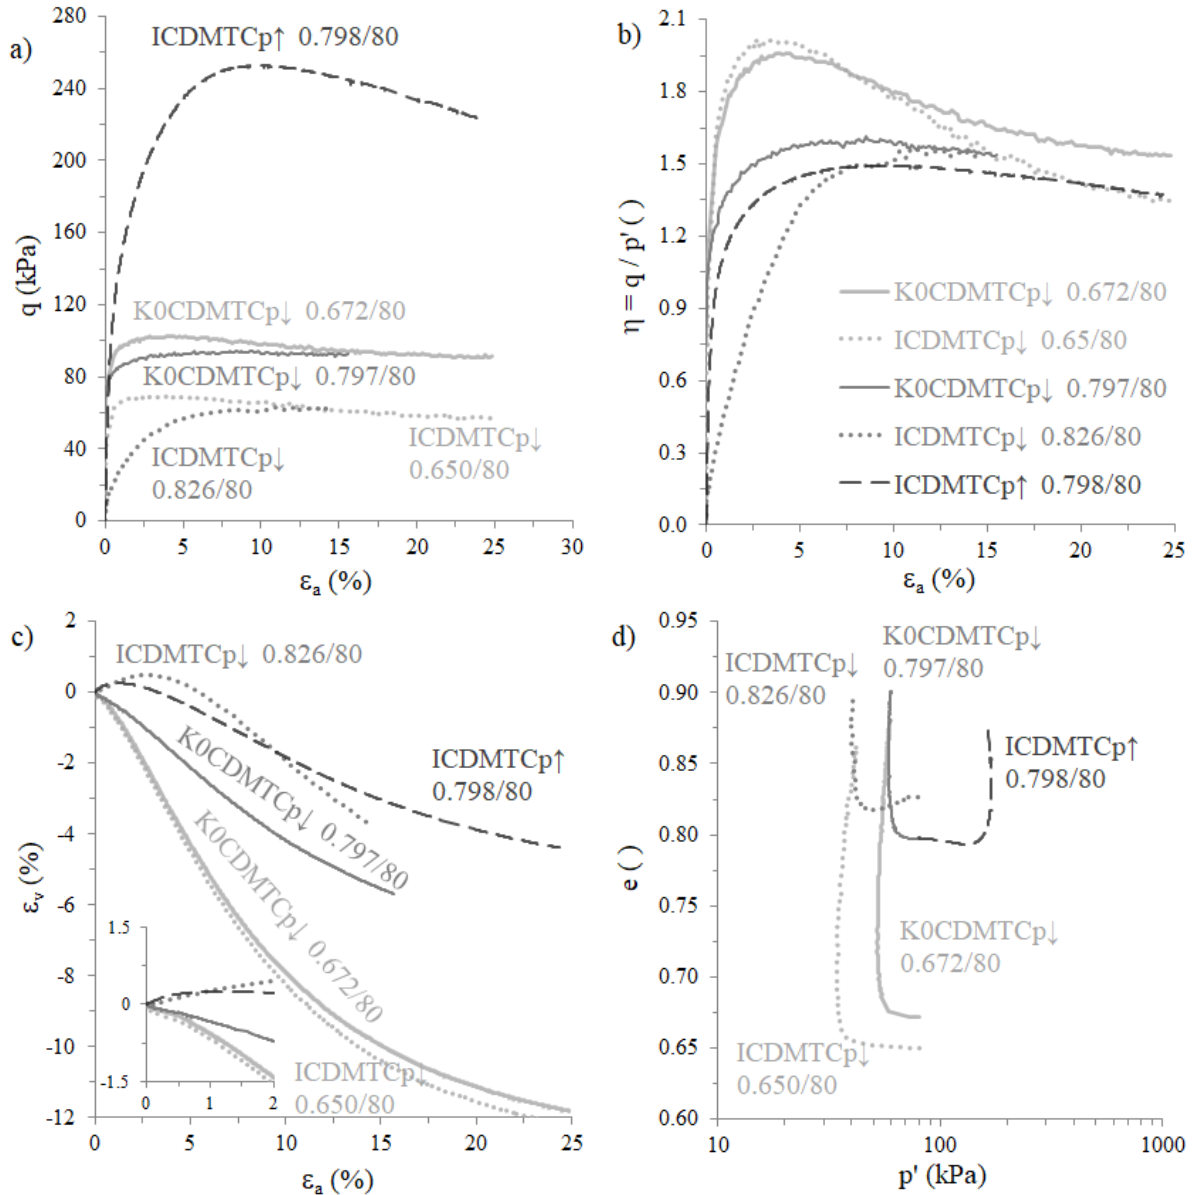 a)
280
240
200
160
120
80
40
0
q (kPa)
ICDMTCp↑ 0.798/80
K0CDMTCp↓ 0.672/80
K0CDMTCp↓ 0.797/80
ICDMTCp↓
0.826/80
ICDMTCp↓
0.650/80
0 5 10 15 20 25 30
εa (%)
b)
2.1
1.8
1.5
1.2
0.9
0.6
0.3
0.0
η = q / p' ( )
K0CDMTCp↓ 0.672/80
ICDMTCp↓ 0.65/80
K0CDMTCp↓ 0.797/80
ICDMTCp↓ 0.826/80
ICDMTCp↑ 0.798/80
0 5 10 15 20 25
εa (%)
c)
2
0
-2
-4
-6
-8
-10
-12
εv (%)
ICDMTCp↓ 0.826/80
ICDMTCp↑
0.798/80
K0CDMTCp↓ 0.797/80
K0CDMTCp↓ 0.672/80
ICDMTCp↓
0.650/80
1.5
0
-1.5
0 1 2
0 5 10 15 20 25
εa (%)
d)
0.95
0.90
0.85
0.80
0.75
0.70
0.65
0.60
e ( )
K0CDMTCp↓
0.797/80
ICDMTCp↓
0.826/80
ICDMTCp↑
0.798/80
K0CDMTCp↓
0.672/80
ICDMTCp↓
0.650/80
10 100 1000
p' (kPa)